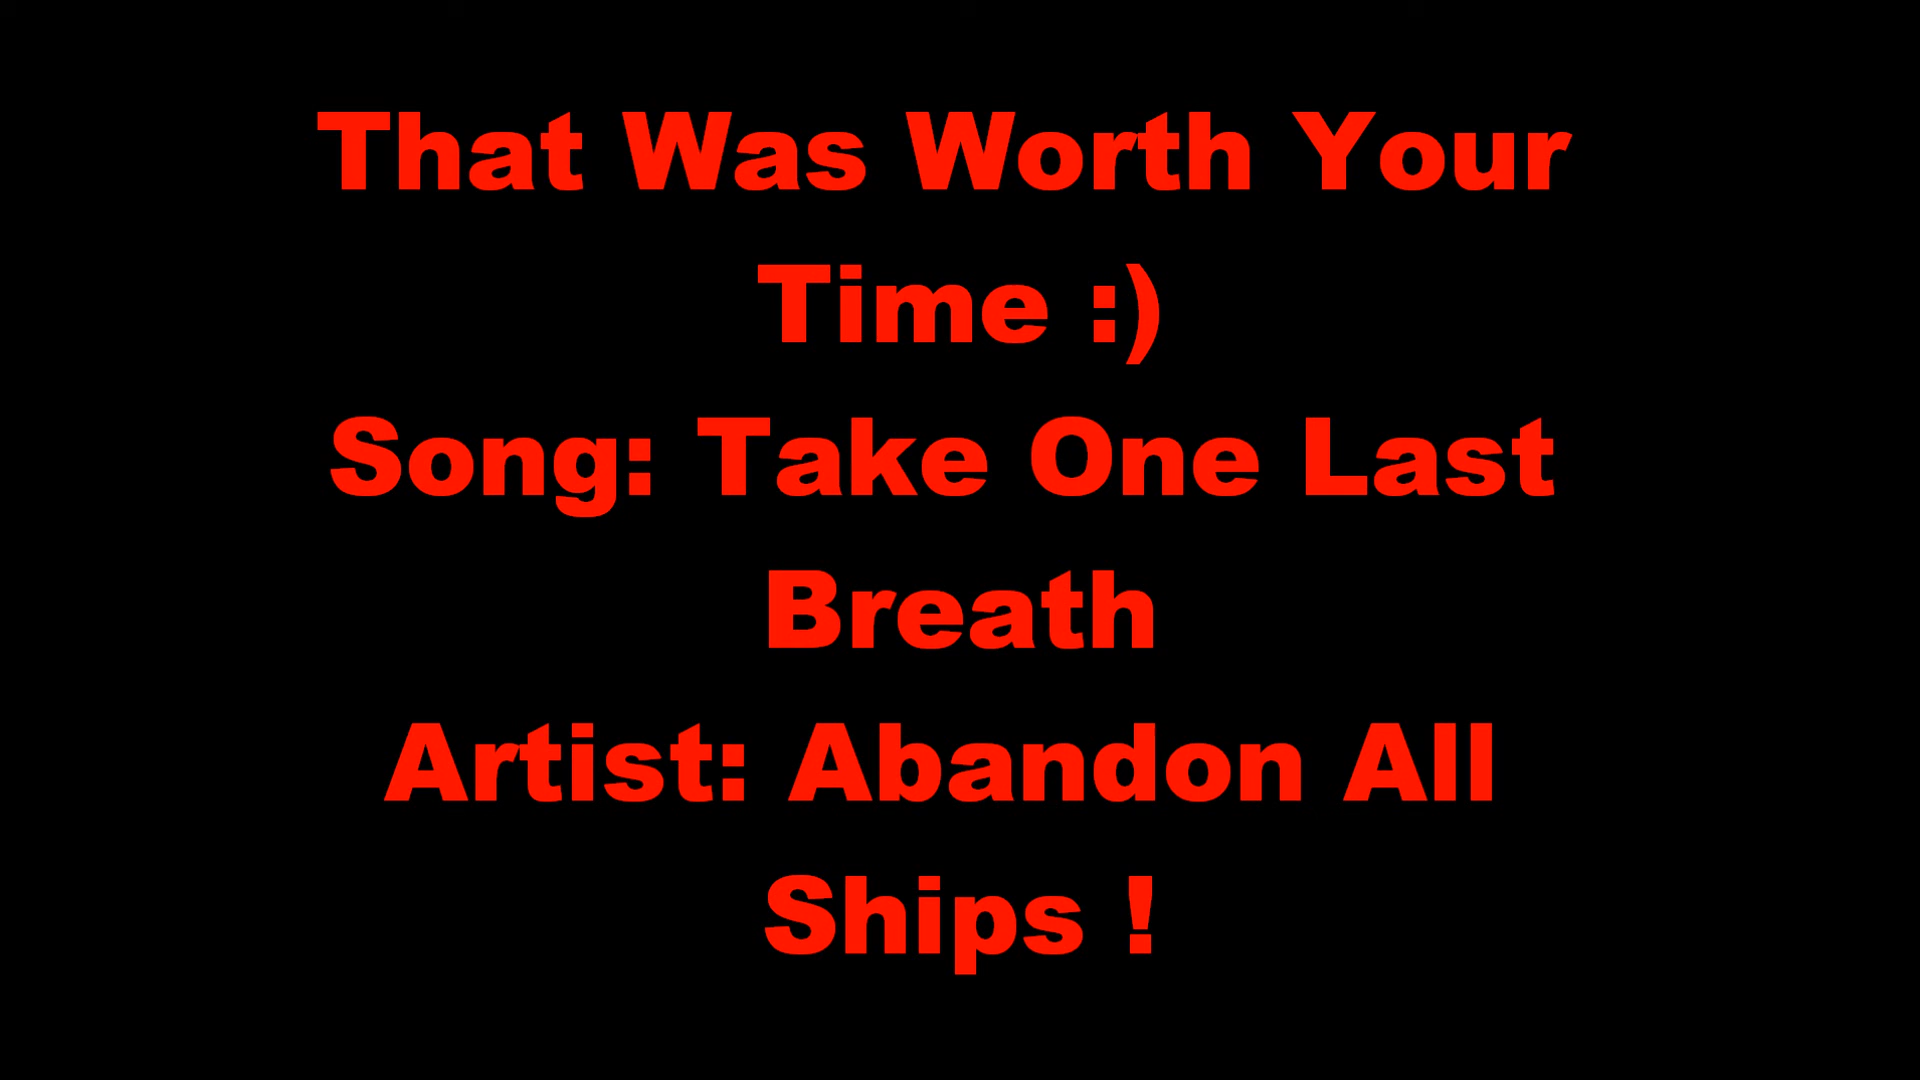 That Was Worth Your
Time :)
Song: Take One Last
Breath
Artist: Abandon All
Ships !